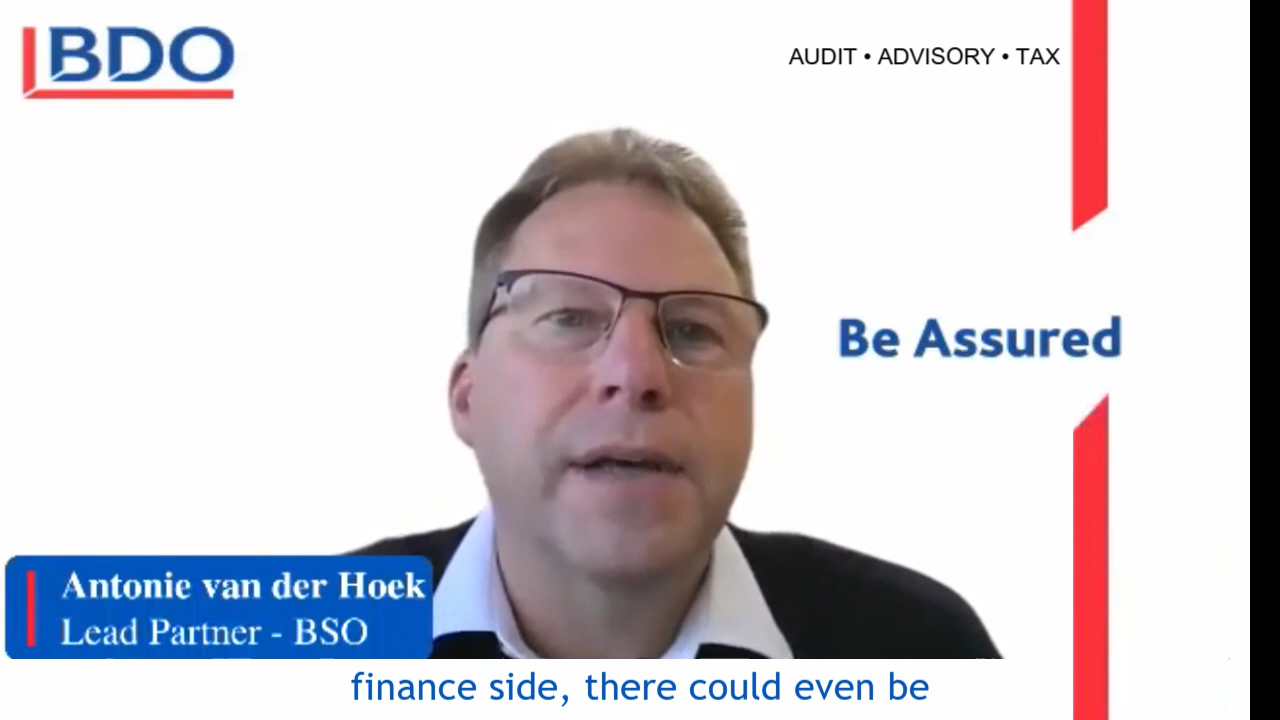 BDO
AUDIT • ADVISORY • TAX
Be Assured
Antonie van der Hoek
Lead Partner - BSO
finance side, there could even be